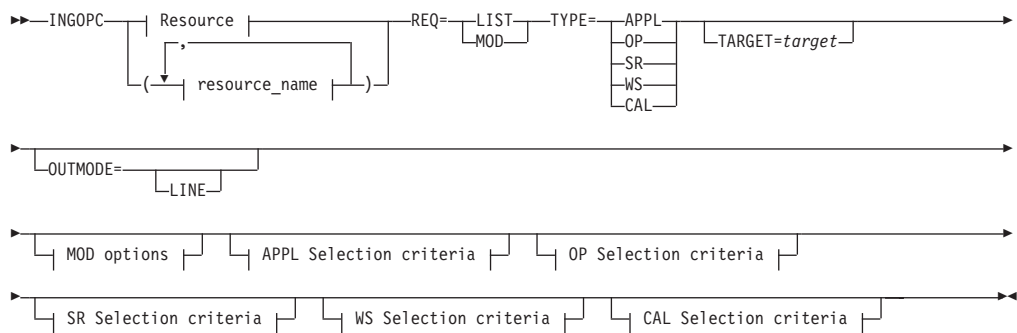 INGOPC Resource REQ= LIST TYPE= APPL
, MOD OP TARGET=target
( resource_name ) SR
WS
CAL
OUTMODE=
LINE
MOD options APPL Selection criteria OP Selection criteria
SR Selection criteria WS Selection criteria CAL Selection criteria